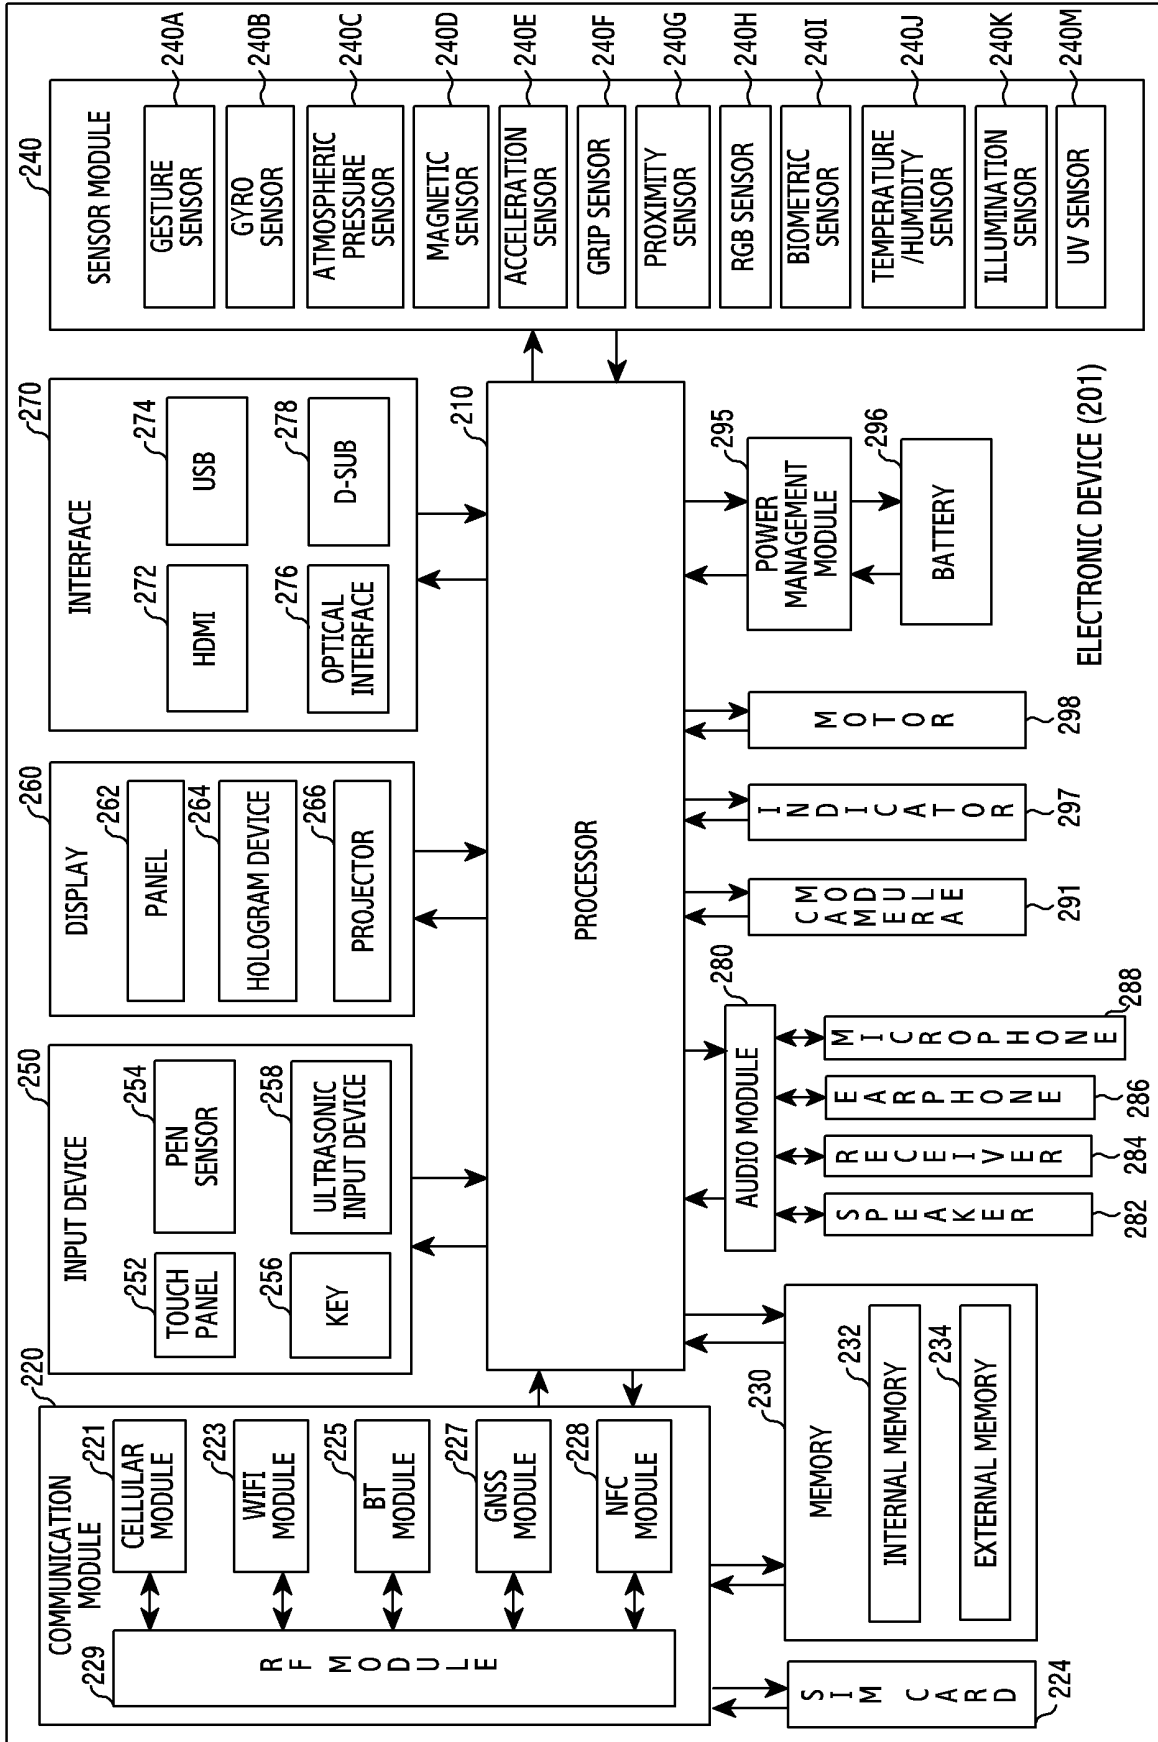 ELECTRONIC DEVICE (201)
COMMUNICATION
MODULE
220
229
RF MODULE
CELLULAR
MODULE
221
WIFI
MODULE
223
BT
MODULE
225
GNSS
MODULE
227
NFC
MODULE
228
SIM CARD
224
MEMORY
230
INTERNAL MEMORY
232
EXTERNAL MEMORY
234
INPUT DEVICE
250
TOUCH
PANEL
252
PEN
SENSOR
254
KEY
256
ULTRASONIC
INPUT DEVICE
258
DISPLAY
260
PANEL
262
HOLOGRAM DEVICE
264
PROJECTOR
266
INTERFACE
270
HDMI
272
USB
274
OPTICAL
INTERFACE
276
D-SUB
278
PROCESSOR
210
AUDIO MODULE
280
SPEAKER
282
RECEIVER
284
EARPHONE
286
MICROPHONE
288
CAMERA
MODULE
291
INDICATOR
297
MOTOR
298
POWER
MANAGEMENT
MODULE
295
BATTERY
296
SENSOR MODULE
240
GESTURE
SENSOR
240A
GYRO
SENSOR
240B
ATMOSPHERIC
PRESSURE
SENSOR
240C
MAGNETIC
SENSOR
240D
ACCELERATION
SENSOR
240E
GRIP SENSOR
240F
PROXIMITY
SENSOR
240G
RGB SENSOR
240H
BIOMETRIC
SENSOR
240I
TEMPERATURE
/HUMIDITY
SENSOR
240J
ILLUMINATION
SENSOR
240K
UV SENSOR
240M